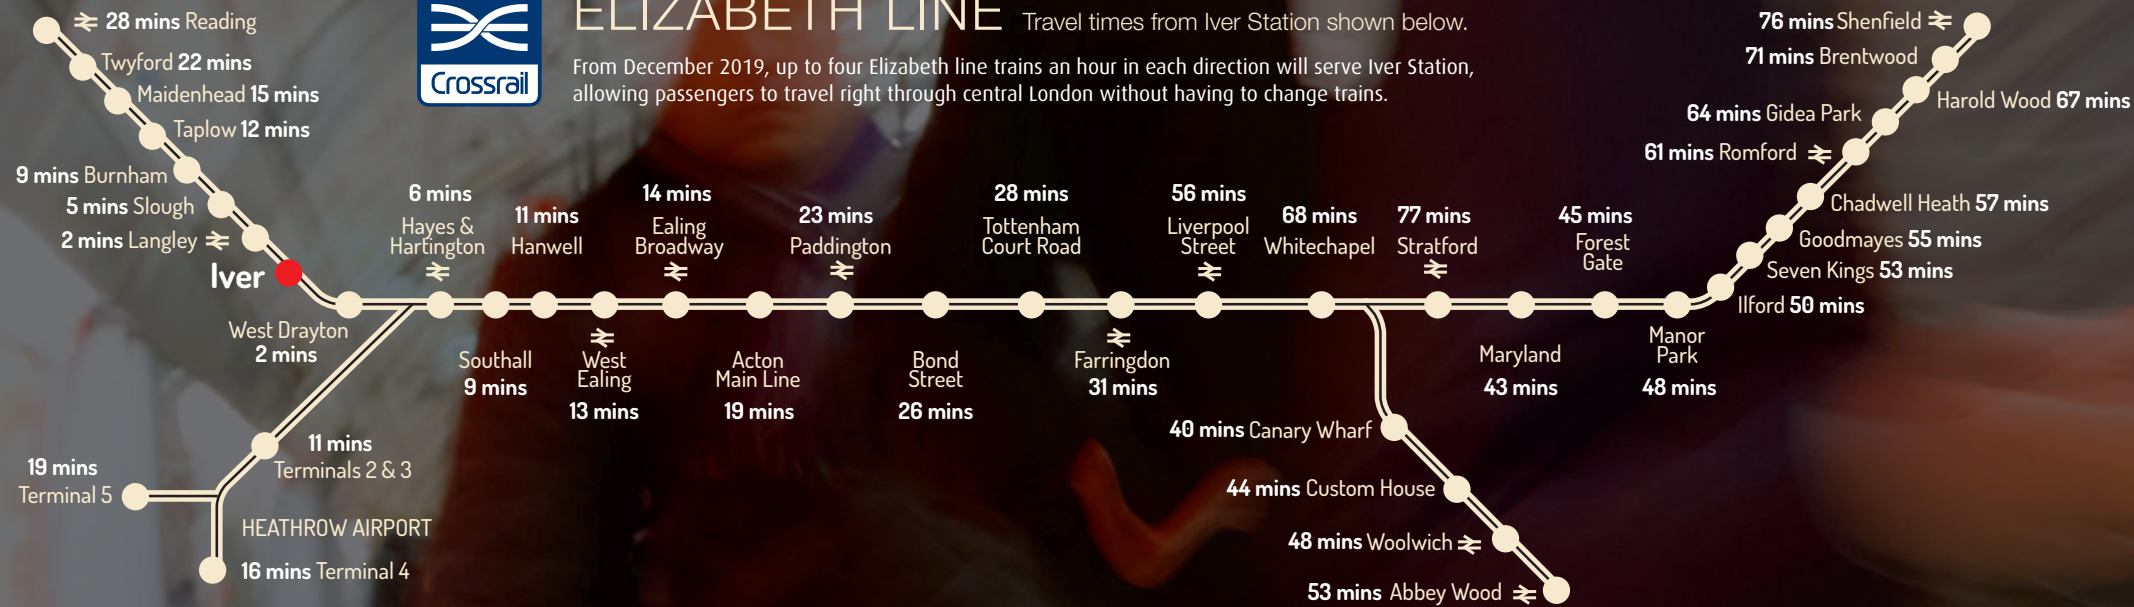 ELIZABETH LINE Travel times from Iver Station shown below.
Crossrail
From December 2019, up to four Elizabeth line trains an hour in each direction will serve Iver Station,
allowing passengers to travel right through central London without having to change trains.
28 mins Reading
Twyford 22 mins
Maidenhead 15 mins
Taplow 12 mins
9 mins Burnham
5 mins Slough
2 mins Langley
Iver
West Drayton
2 mins
11 mins
Terminals 2 & 3
19 mins
Terminal 5
HEATHROW AIRPORT
16 mins Terminal 4
6 mins
Hayes &
Hartington
Southall
9 mins
11 mins
Hanwell
West
Ealing
13 mins
14 mins
Ealing
Broadway
Acton
Main Line
19 mins
23 mins
Paddington
Bond
Street
26 mins
28 mins
Tottenham
Court Road
Farringdon
31 mins
56 mins
Liverpool
Street
68 mins
Whitechapel
77 mins
Stratford
Maryland
43 mins
45 mins
Forest
Gate
Manor
Park
48 mins
Ilford 50 mins
Seven Kings 53 mins
Goodmayes 55 mins
Chadwell Heath 57 mins
61 mins Romford
64 mins Gidea Park
Harold Wood 67 mins
71 mins Brentwood
76 mins Shenfield
40 mins Canary Wharf
44 mins Custom House
48 mins Woolwich
53 mins Abbey Wood